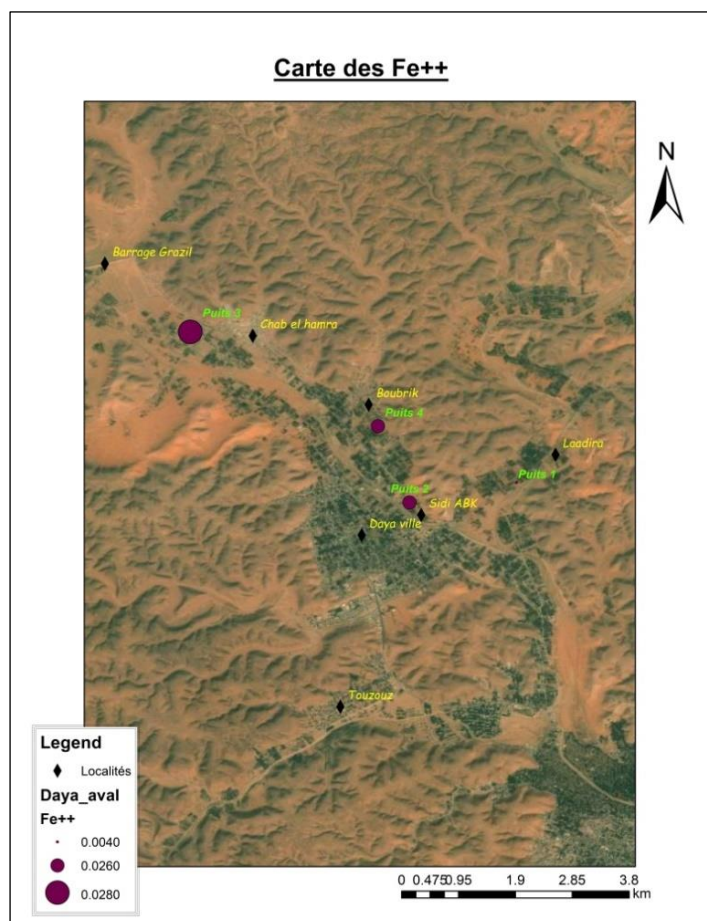 Carte des Fe++
N
Barrage Grazil
Puits 3
Chab el hamra
Boubrik
Puits 4
Laadira
Puits 1
Puits 2
Sidi ABK
Daya ville
Touzouz
Legend
Localités
Daya_aval
Fe++
0.0040
0.0260
0.0280
0 0.475 0.95 1.9 2.85 3.8
km